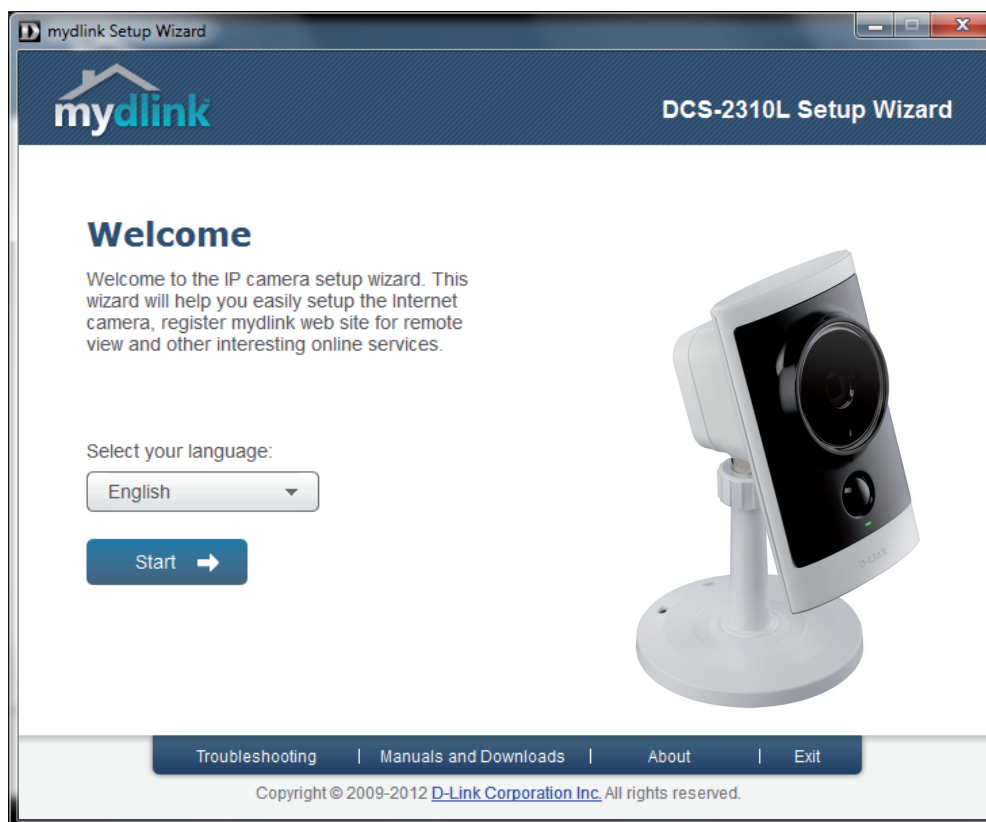 mydlink Setup Wizard
mydlink
DCS-2310L Setup Wizard
Welcome
Welcome to the IP camera setup wizard. This
wizard will help you easily setup the Internet
camera, register mydlink web site for remote
view and other interesting online services.
Select your language:
English
Start
D-Link
Troubleshooting | Manuals and Downloads | About | Exit
Copyright © 2009-2012 D-Link Corporation Inc. All rights reserved.